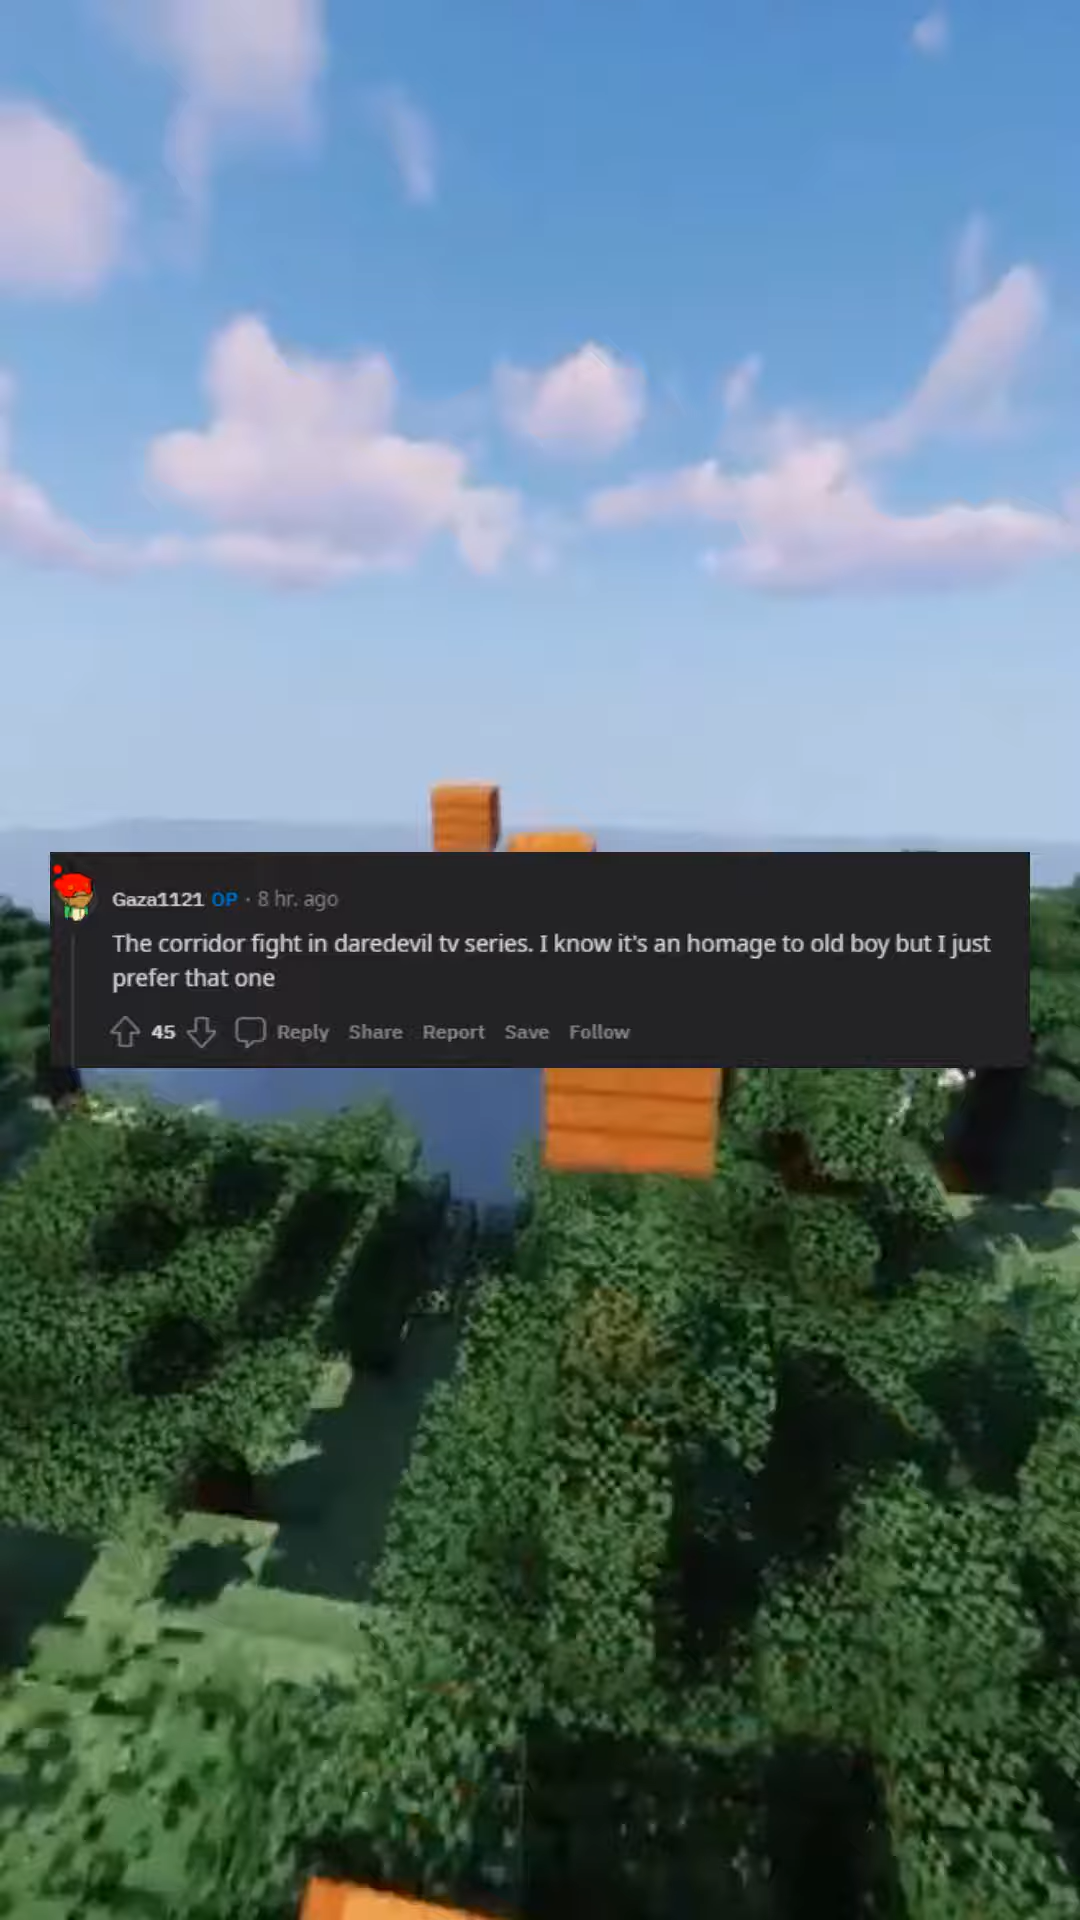 Gaza1121 OP · 8 hr. ago
The corridor fight in daredevil tv series. I know it's an homage to old boy but I just
prefer that one
45 Reply Share Report Save Follow